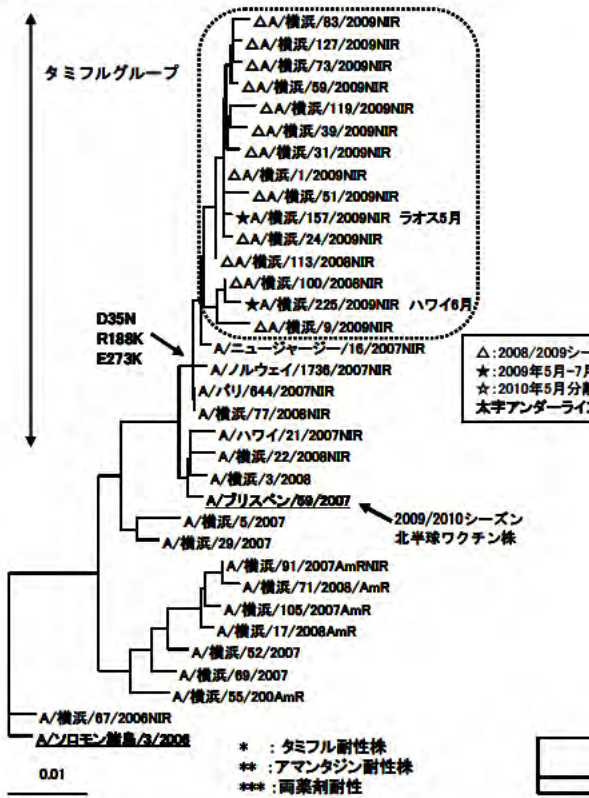 △A/横浜/83/2009NIR
△A/横浜/127/2009NIR
△A/横浜/73/2009NIR
△A/横浜/59/2009NIR
△A/横浜/119/2009NIR
△A/横浜/39/2009NIR
△A/横浜/31/2009NIR
△A/横浜/1/2009NIR
△A/横浜/51/2009NIR
★A/横浜/157/2009NIR ラオス5月
△A/横浜/24/2009NIR
△A/横浜/113/2008NIR
△A/横浜/100/2008NIR
★A/横浜/225/2009NIR ハワイ6月
△A/横浜/9/2009NIR
タミフルグループ
D35N
R188K
E273K
A/ニュージャージー/16/2007NIR
A/ノルウェイ/1736/2007NIR
A/パリ/644/2007NIR
A/横浜/77/2008NIR
A/ハワイ/21/2007NIR
A/横浜/22/2008NIR
A/横浜/3/2008
A/ブリスベン/59/2007
△:2008/2009シー
★:2009年5月-7月
☆:2010年5月分離
太字アンダーライン
2009/2010シーズン
北半球ワクチン株
A/横浜/5/2007
A/横浜/29/2007
A/横浜/91/2007AmRNIR
A/横浜/71/2008/AmR
A/横浜/105/2007AmR
A/横浜/17/2008AmR
A/横浜/52/2007
A/横浜/69/2007
A/横浜/55/200AmR
A/横浜/67/2006NIR
A/ソロモン諸島/3/2006
0.01
* :タミフル耐性株
** :アマンタジン耐性株
*** :両薬剤耐性